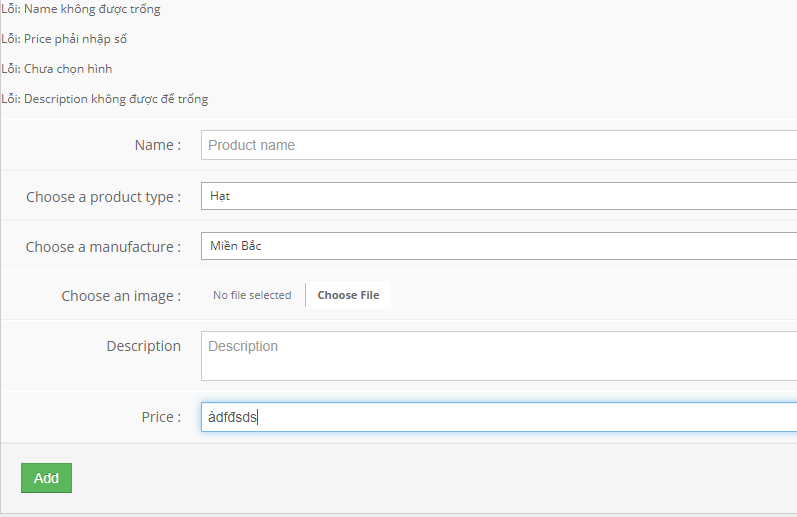 Lỗi: Name không được trống
Lỗi: Price phải nhập số
Lỗi: Chưa chọn hình
Lỗi: Description không được để trống
Name : Product name
Choose a product type : Hạt
Choose a manufacture : Miền Bắc
Choose an image : No file selected Choose File
Description Description
Price : àdfđsds
Add